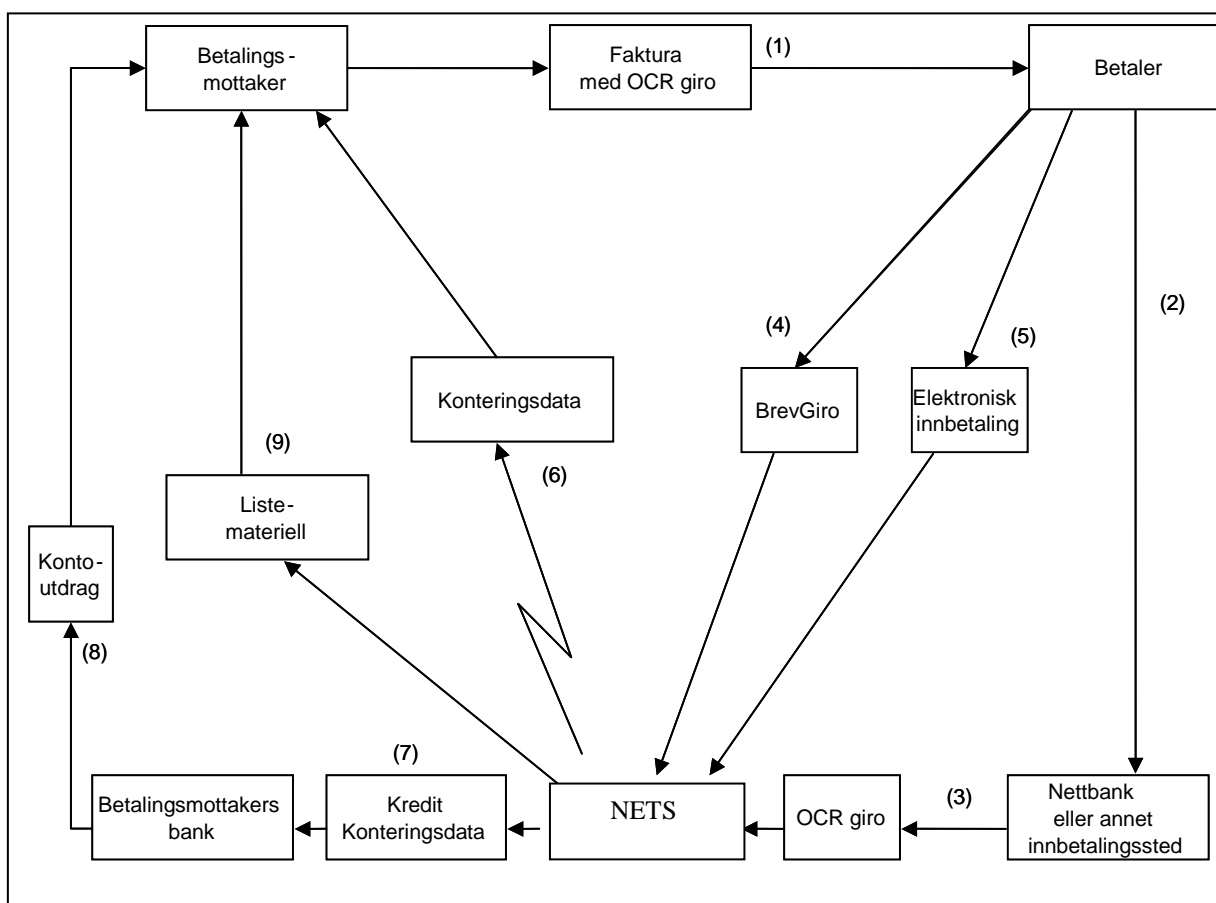 Betalings-
mottaker
Faktura
med OCR giro
(1)
Betaler
(2)
(4)
(5)
BrevGiro
Elektronisk
innbetaling
Konteringsdata
(6)
(9)
Liste-
materiell
Konto-
utdrag
(8)
(7)
Betalingsmottakers
bank
Kredit
Konteringsdata
NETS
OCR giro
(3)
Nettbank
eller annet
innbetalingssted